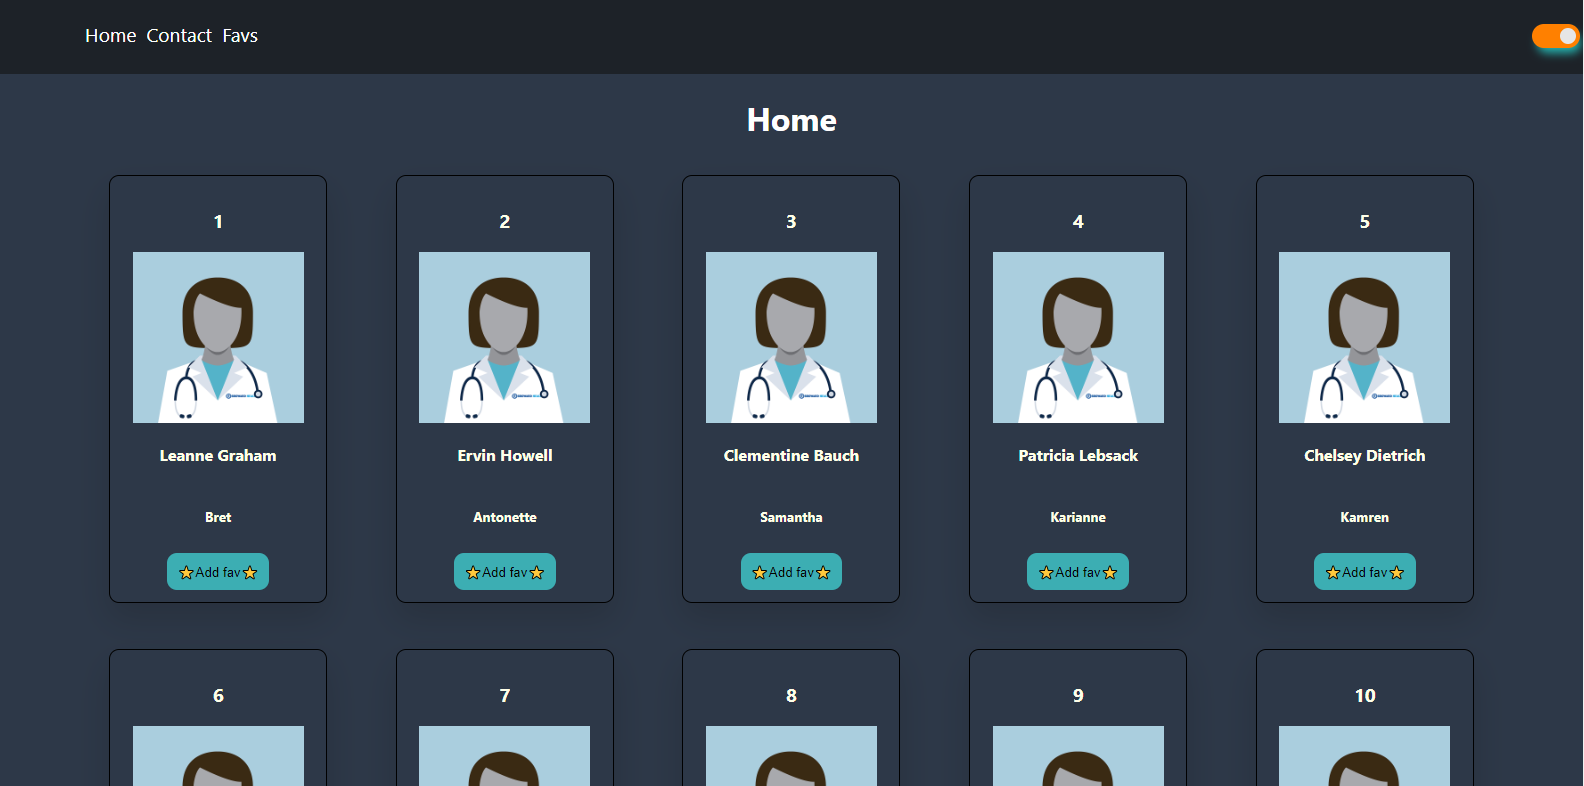 Home Contact Favs
Home
1 2 3 4 5
Leanne Graham Ervin Howell Clementine Bauch Patricia Lebsack Chelsey Dietrich
Bret Antonette Samantha Karianne Kamren
⭐Add fav⭐ ⭐Add fav⭐ ⭐Add fav⭐ ⭐Add fav⭐ ⭐Add fav⭐
6 7 8 9 10